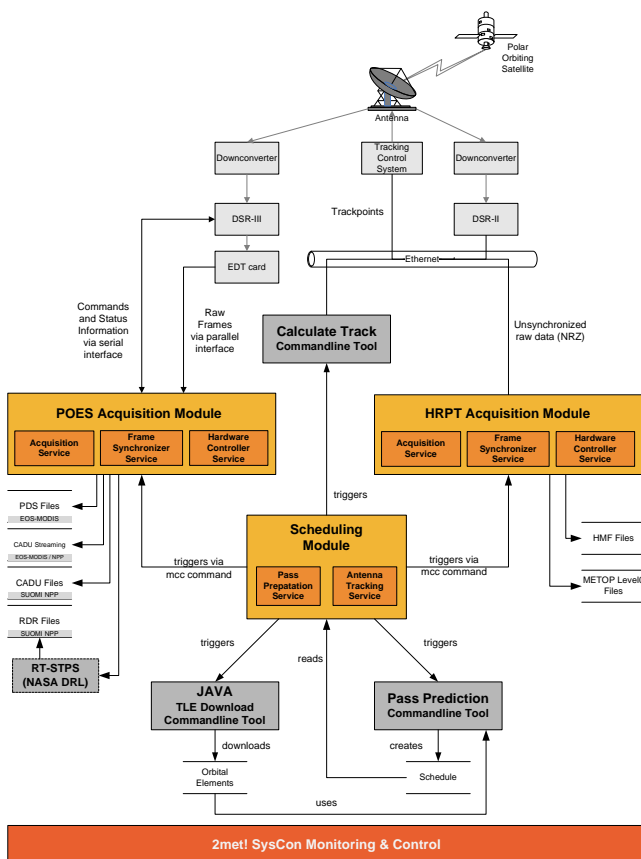 Polar
Orbiting
Satellite
Antenna
Downconverter
Tracking
Control
System
Downconverter
Trackpoints
DSR-III
DSR-II
Ethernet
EDT card
Commands
and Status
Information
via serial
interface
Raw
Frames
via parallel
interface
Calculate Track
Commandline Tool
Unsynchronized
raw data (NRZ)
POES Acquisition Module
Acquisition
Service
Frame
Synchronizer
Service
Hardware
Controller
Service
HRPT Acquisition Module
Acquisition
Service
Frame
Synchronizer
Service
Hardware
Controller
Service
triggers
PDS Files
EOS-MODIS
CADU Streaming
EOS-MODIS / NPP
CADU Files
SUOMI NPP
RDR Files
SUOMI NPP
RT-STPS
(NASA DRL)
Scheduling
Module
Pass
Prepatation
Service
Antenna
Tracking
Service
triggers via
mcc command
triggers via
mcc command
HMF Files
METOP Level0
Files
triggers
reads
triggers
JAVA
TLE Download
Commandline Tool
Pass Prediction
Commandline Tool
downloads
creates
Orbital
Elements
Schedule
uses
2met! SysCon Monitoring & Control